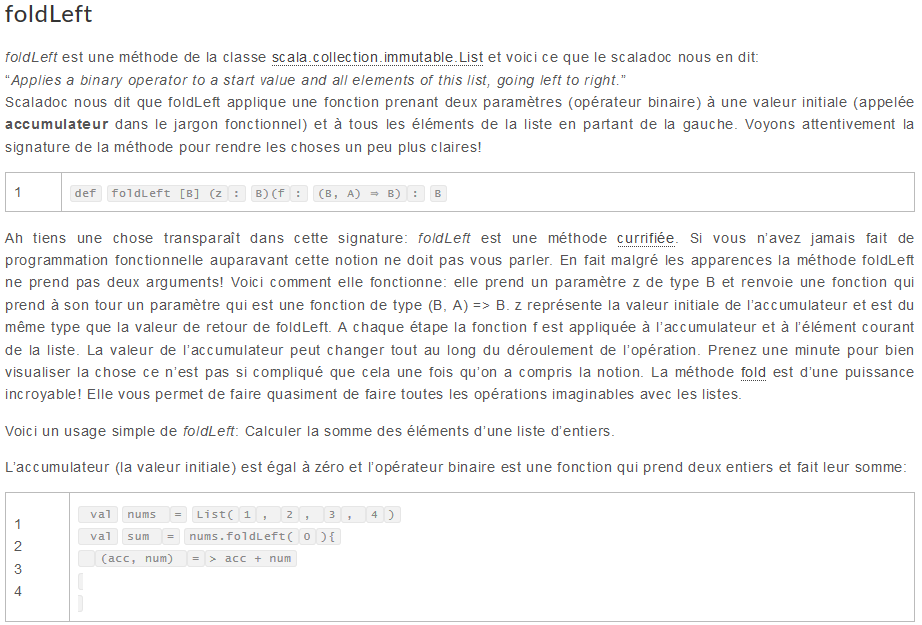 foldLeft
foldLeft est une méthode de la classe scala.collection.immutable.List et voici ce que le scaladoc nous en dit:
“Applies a binary operator to a start value and all elements of this list, going left to right.”
Scaladoc nous dit que foldLeft applique une fonction prenant deux paramètres (opérateur binaire) à une valeur initiale (appelée
accumulateur dans le jargon fonctionnel) et à tous les éléments de la liste en partant de la gauche. Voyons attentivement la
signature de la méthode pour rendre les choses un peu plus claires!
1 def foldLeft [B] (z : B)(f : (B, A) ⇒ B) : B
Ah tiens une chose transparaît dans cette signature: foldLeft est une méthode currifiée. Si vous n’avez jamais fait de
programmation fonctionnelle auparavant cette notion ne doit pas vous parler. En fait malgré les apparences la méthode foldLeft
ne prend pas deux arguments! Voici comment elle fonctionne: elle prend un paramètre z de type B et renvoie une fonction qui
prend à son tour un paramètre qui est une fonction de type (B, A) => B. z représente la valeur initiale de l’accumulateur et est du
même type que la valeur de retour de foldLeft. A chaque étape la fonction f est appliquée à l’accumulateur et à l’élément courant
de la liste. La valeur de l’accumulateur peut changer tout au long du déroulement de l’opération. Prenez une minute pour bien
visualiser la chose ce n’est pas si compliqué que cela une fois qu’on a compris la notion. La méthode fold est d’une puissance
incroyable! Elle vous permet de faire quasiment de faire toutes les opérations imaginables avec les listes.
Voici un usage simple de foldLeft: Calculer la somme des éléments d’une liste d’entiers.
L’accumulateur (la valeur initiale) est égal à zéro et l’opérateur binaire est une fonction qui prend deux entiers et fait leur somme:
1
2
3
4
val nums = List( 1 , 2 , 3 , 4 )
val sum = nums.foldLeft( 0 ){
(acc, num) = > acc + num